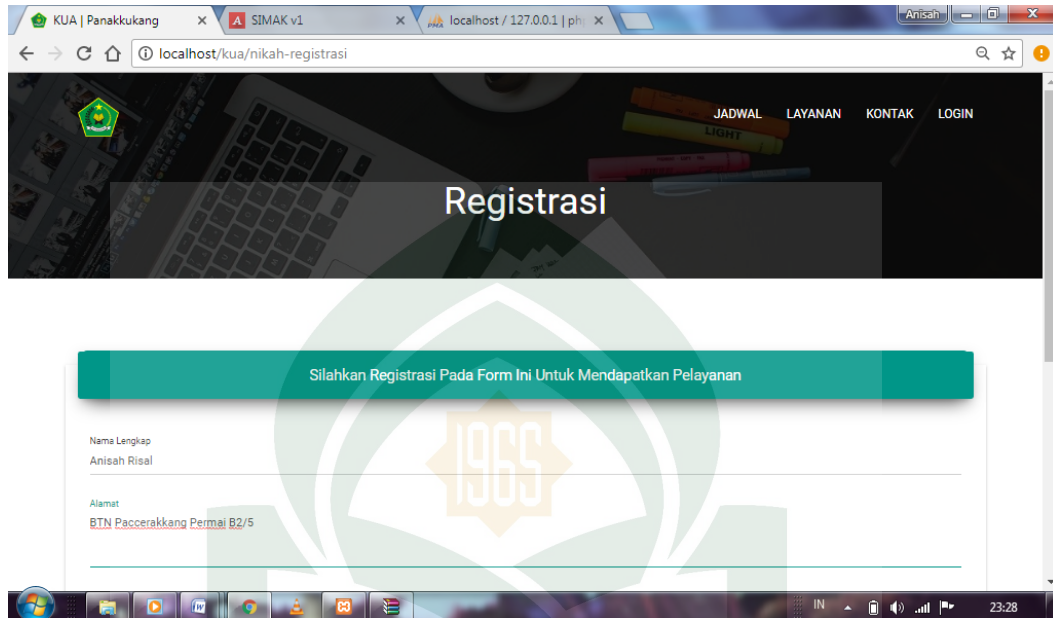 KUA | Panakkukang
SIMAK v1
localhost / 127.0.0.1 | ph
Anisah
localhost/kua/nikah-registrasi
JADWAL LAYANAN KONTAK LOGIN
LIGHT
Registrasi
Silahkan Registrasi Pada Form Ini Untuk Mendapatkan Pelayanan
Nama Lengkap
Anisah Risal
1965
Alamat
BTN Paccerakkang Permai B2/5
IN
23:28